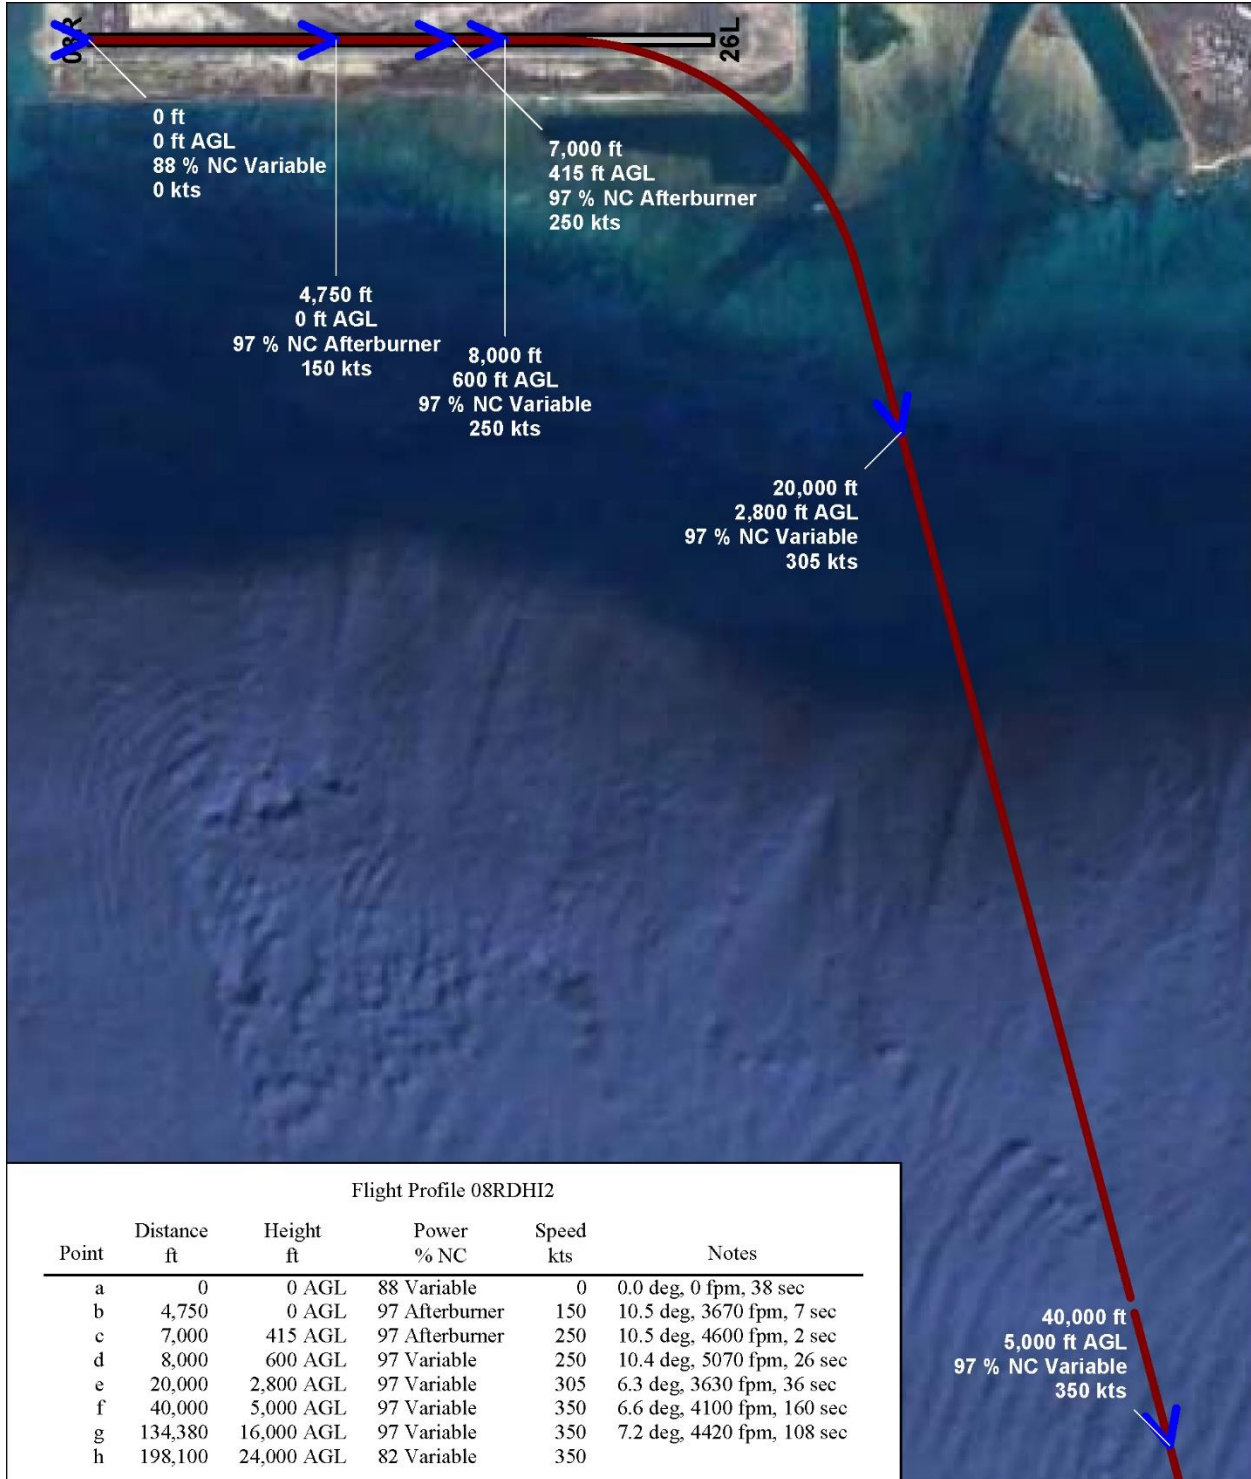 08R
26L
0 ft
0 ft AGL
88 % NC Variable
0 kts
7,000 ft
415 ft AGL
97 % NC Afterburner
250 kts
4,750 ft
0 ft AGL
97 % NC Afterburner
150 kts
8,000 ft
600 ft AGL
97 % NC Variable
250 kts
20,000 ft
2,800 ft AGL
97 % NC Variable
305 kts
40,000 ft
5,000 ft AGL
97 % NC Variable
350 kts
Flight Profile 08RDHI2
Distance Height Power Speed
Point ft ft % NC kts Notes
a 0 0 AGL 88 Variable 0 0.0 deg, 0 fpm, 38 sec
b 4,750 0 AGL 97 Afterburner 150 10.5 deg, 3670 fpm, 7 sec
c 7,000 415 AGL 97 Afterburner 250 10.5 deg, 4600 fpm, 2 sec
d 8,000 600 AGL 97 Variable 250 10.4 deg, 5070 fpm, 26 sec
e 20,000 2,800 AGL 97 Variable 305 6.3 deg, 3630 fpm, 36 sec
f 40,000 5,000 AGL 97 Variable 350 6.6 deg, 4100 fpm, 160 sec
g 134,380 16,000 AGL 97 Variable 350 7.2 deg, 4420 fpm, 108 sec
h 198,100 24,000 AGL 82 Variable 350